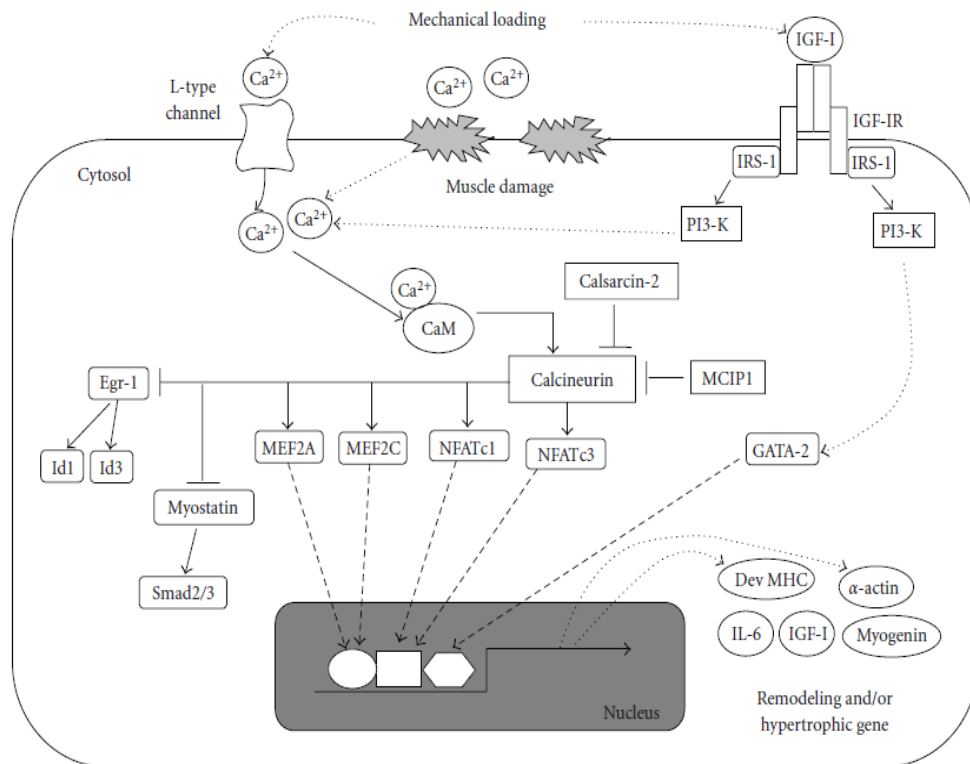 Mechanical loading
IGF-I
Ca²⁺
Ca²⁺
Ca²⁺
L-type
channel
IGF-IR
Cytosol
IRS-1
IRS-1
Muscle damage
Ca²⁺
Ca²⁺
PI3-K
PI3-K
Ca²⁺
CaM
Calsarcin-2
Egr-1
Calcineurin
MCIP1
Id1
Id3
MEF2A
MEF2C
NFATc1
NFATc3
GATA-2
Myostatin
Smad2/3
Dev MHC
α-actin
IL-6
IGF-I
Myogenin
Nucleus
Remodeling and/or
hypertrophic gene